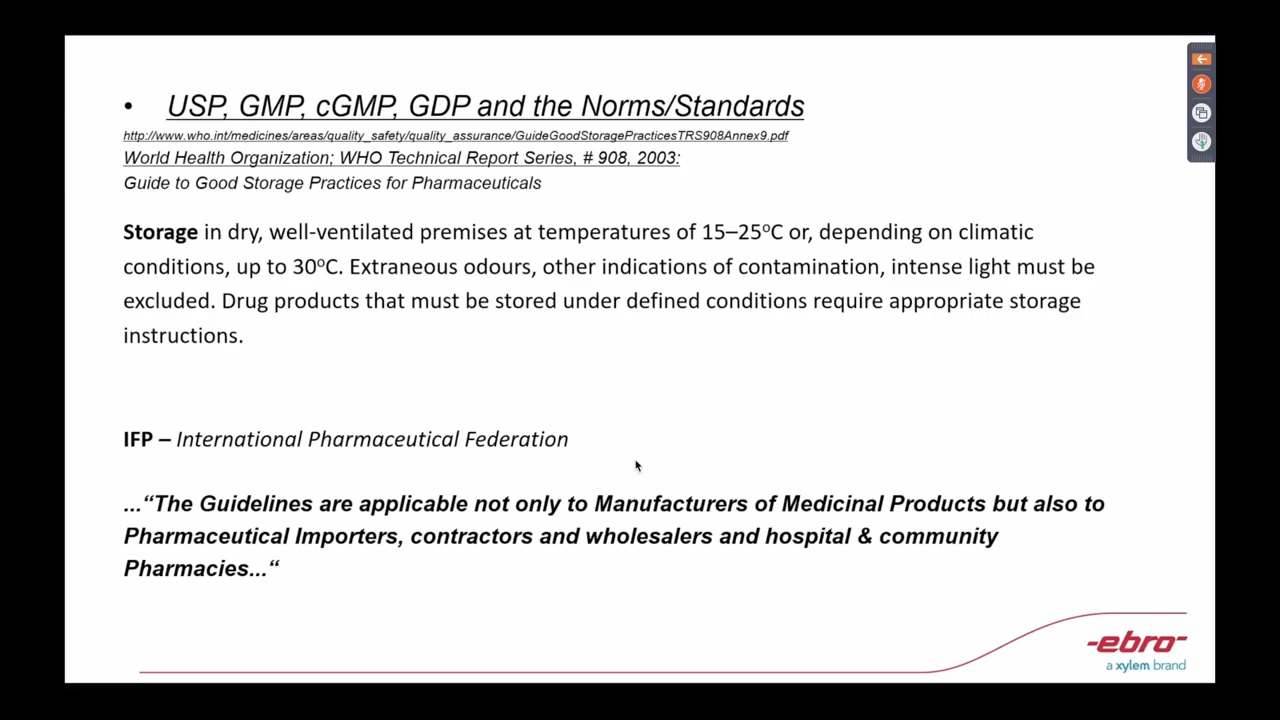 • USP, GMP, cGMP, GDP and the Norms/Standards
http://www.who.int/medicines/areas/quality_safety/quality_assurance/GuideGoodStoragePracticesTRS908Annex9.pdf
World Health Organization; WHO Technical Report Series, # 908, 2003:
Guide to Good Storage Practices for Pharmaceuticals
Storage in dry, well-ventilated premises at temperatures of 15–25ºC or, depending on climatic
conditions, up to 30ºC. Extraneous odours, other indications of contamination, intense light must be
excluded. Drug products that must be stored under defined conditions require appropriate storage
instructions.
IFP – International Pharmaceutical Federation
...“The Guidelines are applicable not only to Manufacturers of Medicinal Products but also to
Pharmaceutical Importers, contractors and wholesalers and hospital & community
Pharmacies...“
-ebro-
a xylem brand